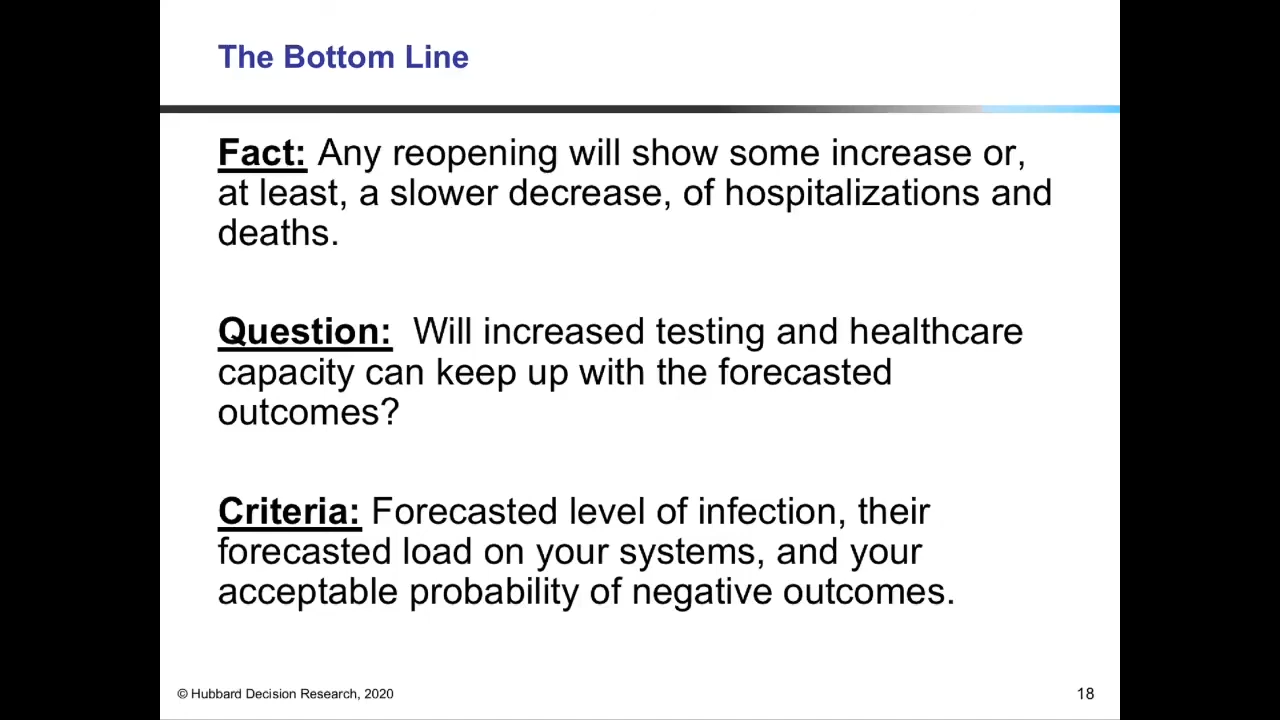 The Bottom Line
Fact: Any reopening will show some increase or,
at least, a slower decrease, of hospitalizations and
deaths.
Question:  Will increased testing and healthcare
capacity can keep up with the forecasted
outcomes?
Criteria: Forecasted level of infection, their
forecasted load on your systems, and your
acceptable probability of negative outcomes.
© Hubbard Decision Research, 2020
18